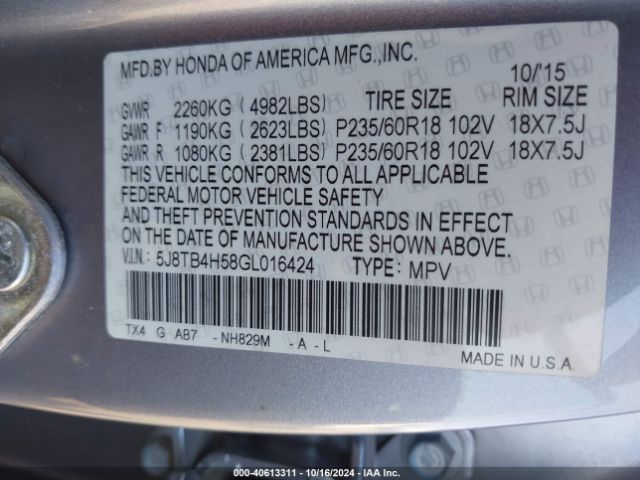 MFD.BY HONDA OF AMERICA MFG.,INC.
10/'15
GVWR 2260KG (4982LBS) TIRE SIZE RIM SIZE
GAWR F 1190KG (2623LBS) P235/60R18 102V 18X7.5J
GAWR R 1080KG (2381LBS) P235/60R18 102V 18X7.5J
THIS VEHICLE CONFORMS TO ALL APPLICABLE
FEDERAL MOTOR VEHICLE SAFETY
AND THEFT PREVENTION STANDARDS IN EFFECT
ON THE DATE OF MANUFACTURE SHOWN ABOVE.
V.I.N.: 5J8TB4H58GL016424 TYPE: MPV
TX4 G AB7 -NH829M -A-L
MADE IN U.S.A.
000-40613311 - 10/16/2024 - IAA Inc.